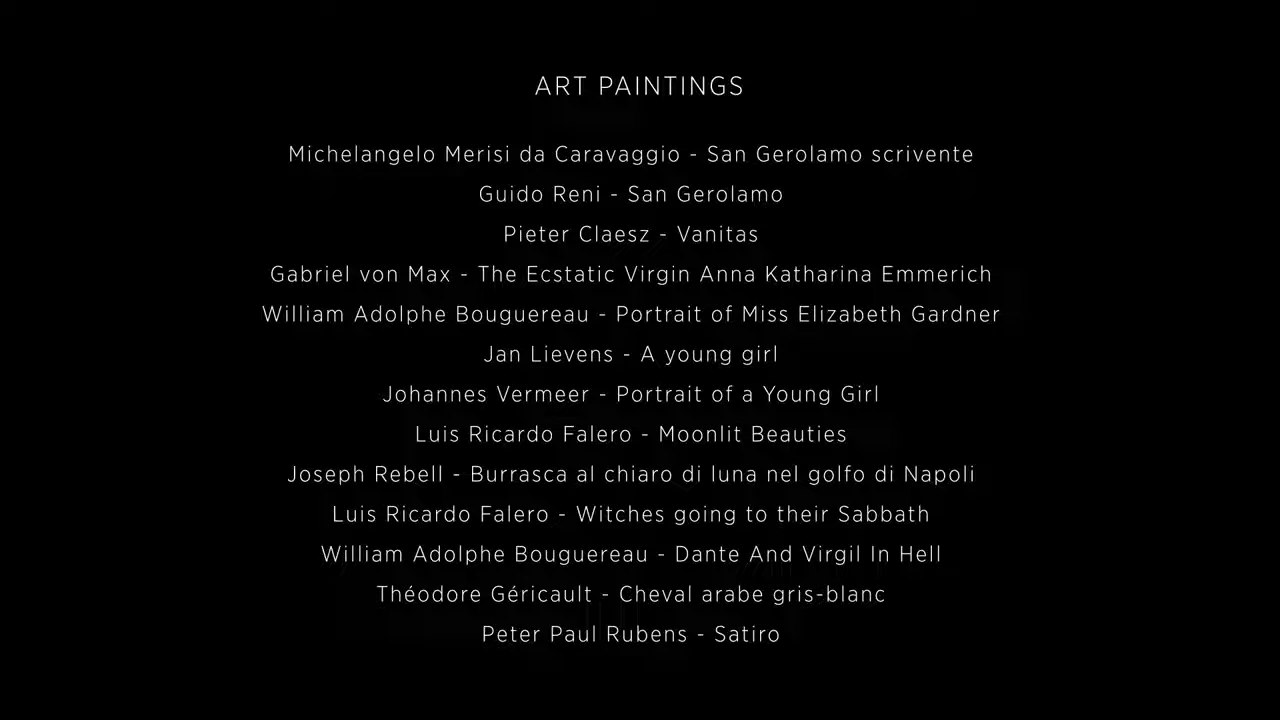 ART PAINTINGS
Michelangelo Merisi da Caravaggio - San Gerolamo scrivente
Guido Reni - San Gerolamo
Pieter Claesz - Vanitas
Gabriel von Max - The Ecstatic Virgin Anna Katharina Emmerich
William Adolphe Bouguereau - Portrait of Miss Elizabeth Gardner
Jan Lievens - A young girl
Johannes Vermeer - Portrait of a Young Girl
Luis Ricardo Falero - Moonlit Beauties
Joseph Rebell - Burrasca al chiaro di luna nel golfo di Napoli
Luis Ricardo Falero - Witches going to their Sabbath
William Adolphe Bouguereau - Dante And Virgil In Hell
Théodore Géricault - Cheval arabe gris-blanc
Peter Paul Rubens - Satiro